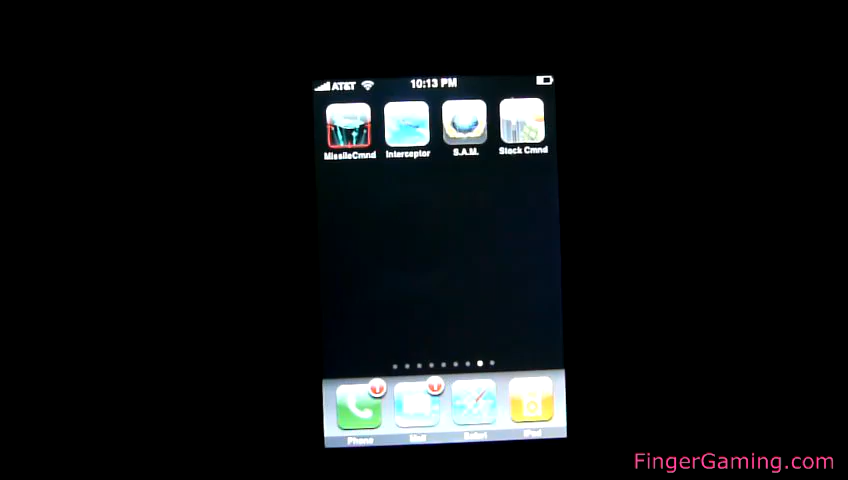 AT&T 10:13 PM
MissileCmnd Interceptor S.A.M. Stock Cmnd
Phone Mail Safari iPod
FingerGaming.com